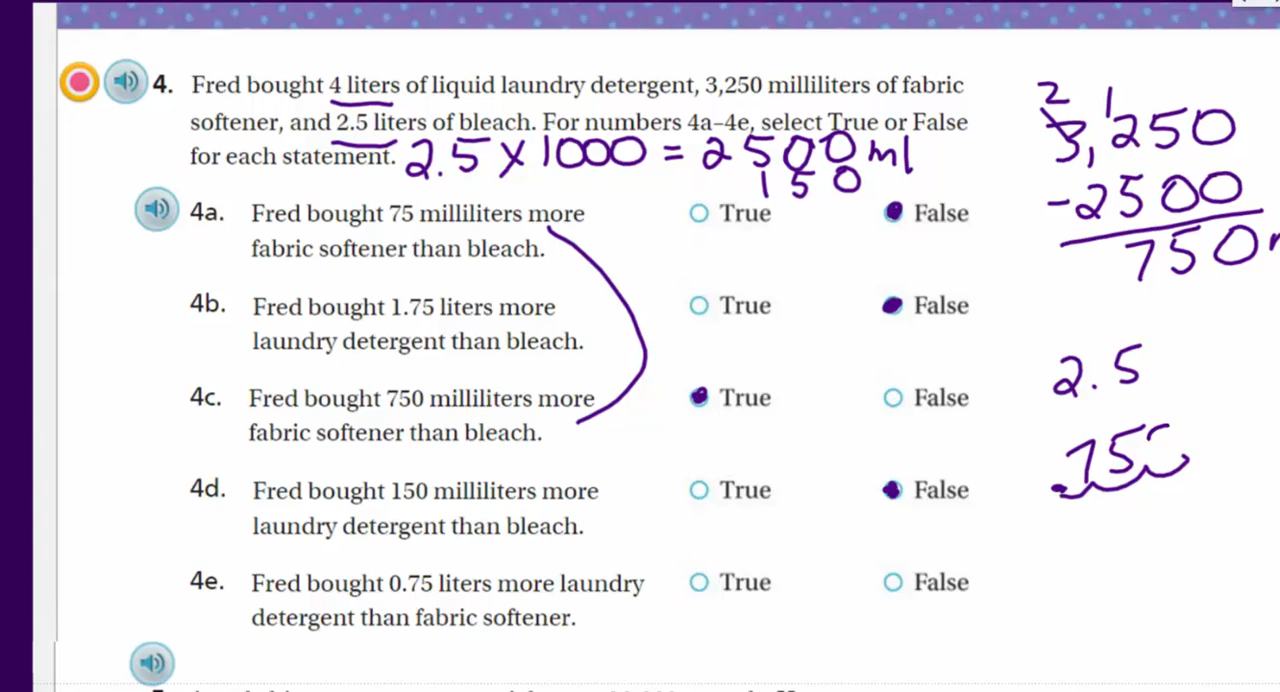 4. Fred bought 4 liters of liquid laundry detergent, 3,250 milliliters of fabric
softener, and 2.5 liters of bleach. For numbers 4a–4e, select True or False
for each statement.
2.5 x 1000 = 2500 ml
150
4a. Fred bought 75 milliliters more True False
fabric softener than bleach.
4b. Fred bought 1.75 liters more True False
laundry detergent than bleach.
4c. Fred bought 750 milliliters more True False
fabric softener than bleach.
4d. Fred bought 150 milliliters more True False
laundry detergent than bleach.
4e. Fred bought 0.75 liters more laundry True False
detergent than fabric softener.
2 1
3,250
-2500
750
2.5
.750